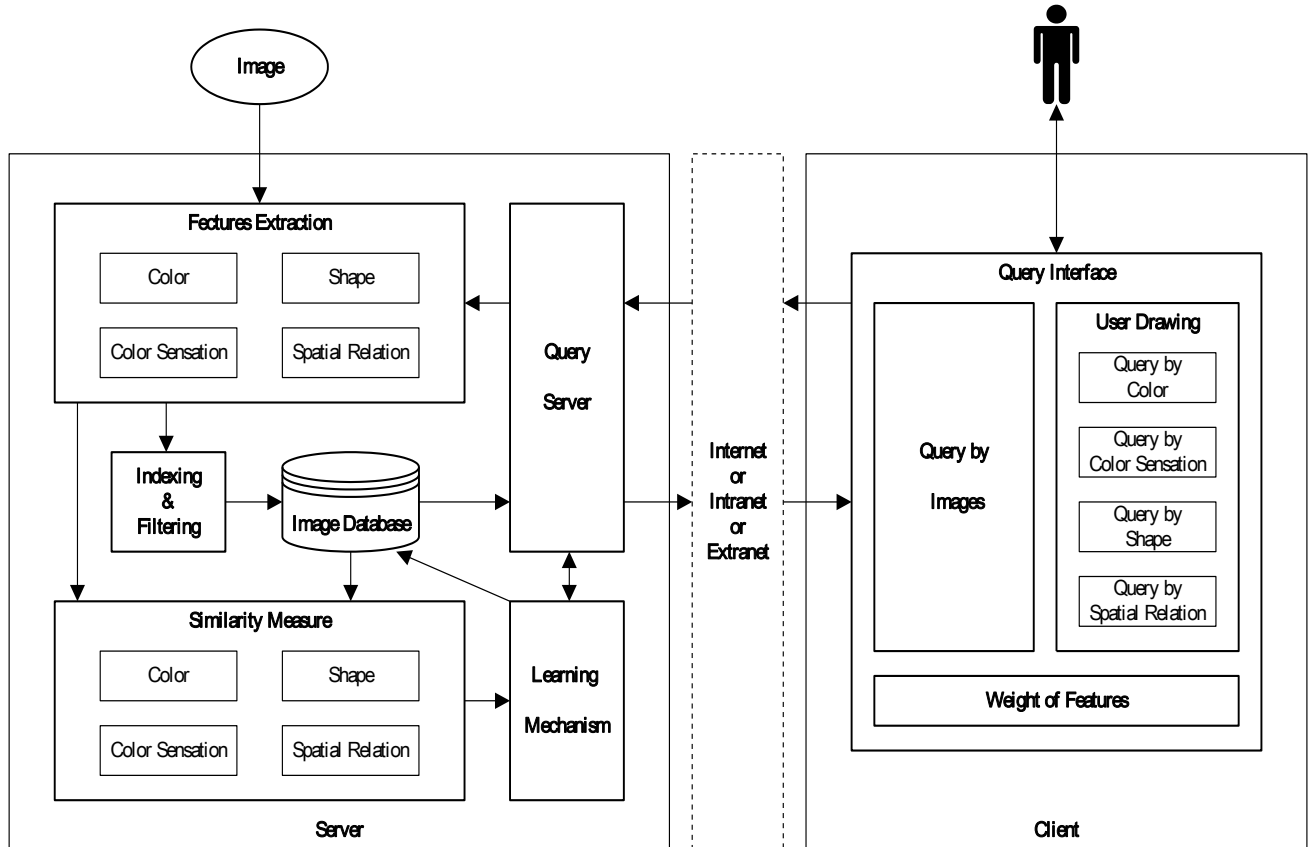 Image
Fectures Extraction
Color
Shape
Color Sensation
Spatial Relation
Query
Server
Indexing
&
Filtering
Image Database
Similarity Measure
Color
Shape
Color Sensation
Spatial Relation
Learning
Mechanism
Server
Internet
or
Intranet
or
Extranet
Query Interface
Query by
Images
User Drawing
Query by
Color
Query by
Color Sensation
Query by
Shape
Query by
Spatial Relation
Weight of Features
Client